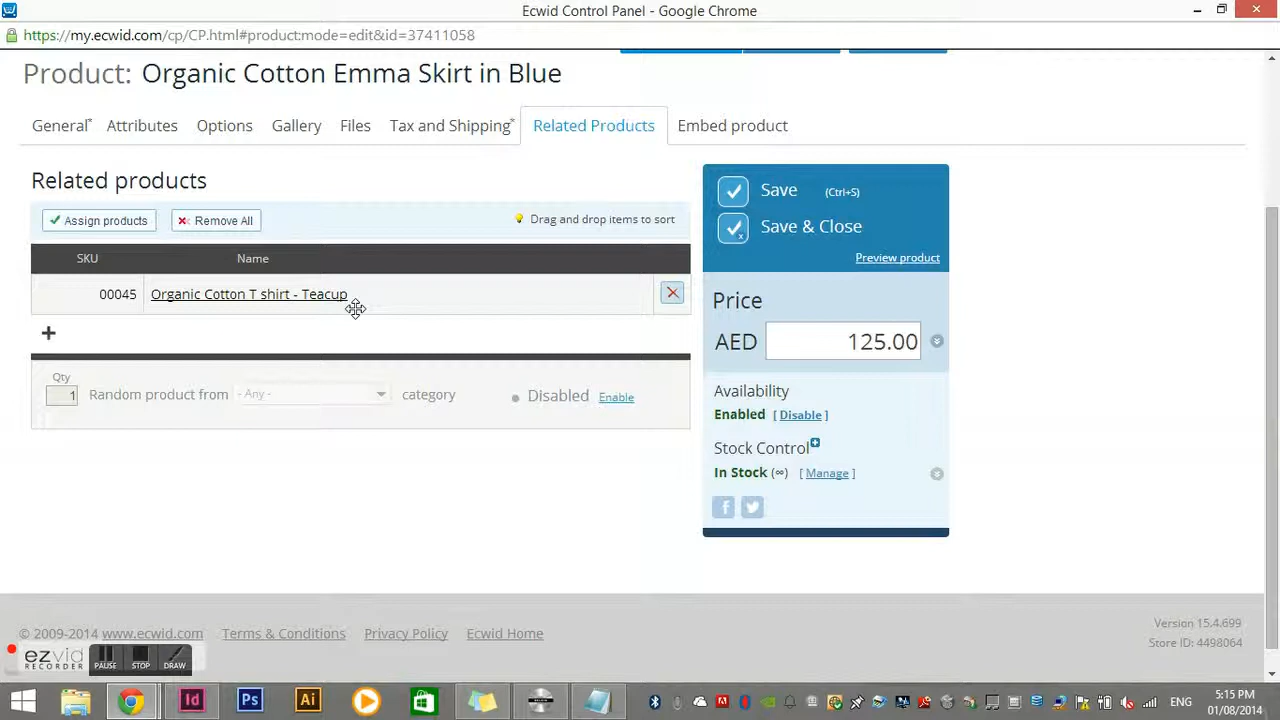 Ecwid Control Panel - Google Chrome
https://my.ecwid.com/cp/CP.html#product:mode=edit&id=37411058
Product: Organic Cotton Emma Skirt in Blue
General* Attributes Options Gallery Files Tax and Shipping* Related Products Embed product
Related products
Assign products Remove All Drag and drop items to sort
SKU Name
00045 Organic Cotton T shirt - Teacup
Qty
1 Random product from - Any - category Disabled Enable
Save (Ctrl+S)
Save & Close
Preview product
Price
AED 125.00
Availability
Enabled [ Disable ]
Stock Control
In Stock (∞) [ Manage ]
© 2009-2014 www.ecwid.com Terms & Conditions Privacy Policy Ecwid Home
Version 15.4.699
Store ID: 4498064
ezvid
RECORDER
PAUSE STOP DRAW
Id Ps Ai
ENG
5:15 PM
01/08/2014